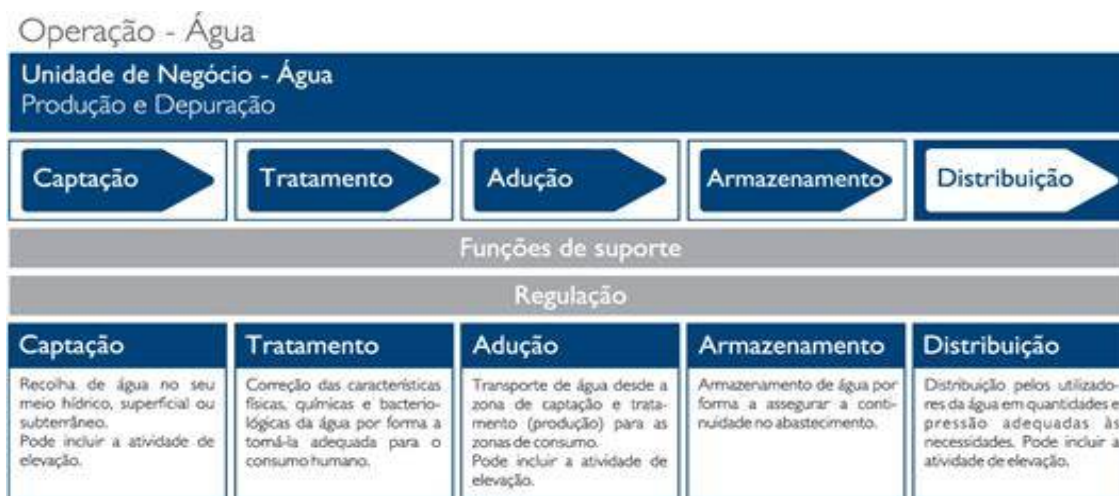 Operação - Água
Unidade de Negócio - Água
Produção e Depuração
Captação
Tratamento
Adução
Armazenamento
Distribuição
Funções de suporte
Regulação
Captação
Recolha de água no seu
meio hídrico, superficial ou
subterrâneo.
Pode incluir a atividade de
elevação.
Tratamento
Correção das características
físicas, químicas e bacterio-
lógicas da água por forma a
torná-la adequada para o
consumo humano.
Adução
Transporte de água desde a
zona de captação e trata-
mento (produção) para as
zonas de consumo.
Pode incluir a atividade de
elevação.
Armazenamento
Armazenamento de água por
forma a assegurar a conti-
nuidade no abastecimento.
Distribuição
Distribuição pelos utilizado-
res da água em quantidades e
pressão adequadas às
necessidades. Pode incluir a
atividade de elevação.